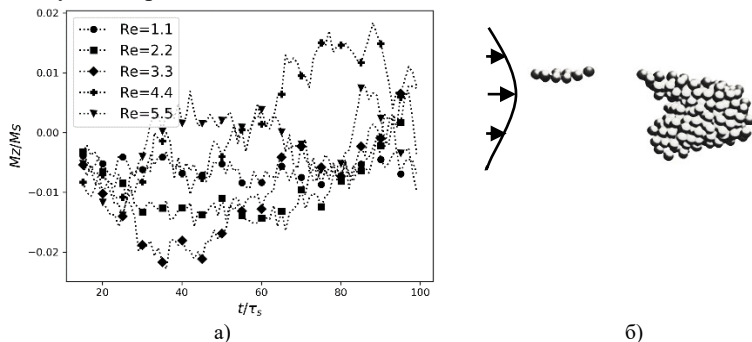 0.02
0.01
0.00
−0.01
−0.02
Mz/Ms
Re=1.1
Re=2.2
Re=3.3
Re=4.4
Re=5.5
20 40 60 80 100
t/τs
а) б)